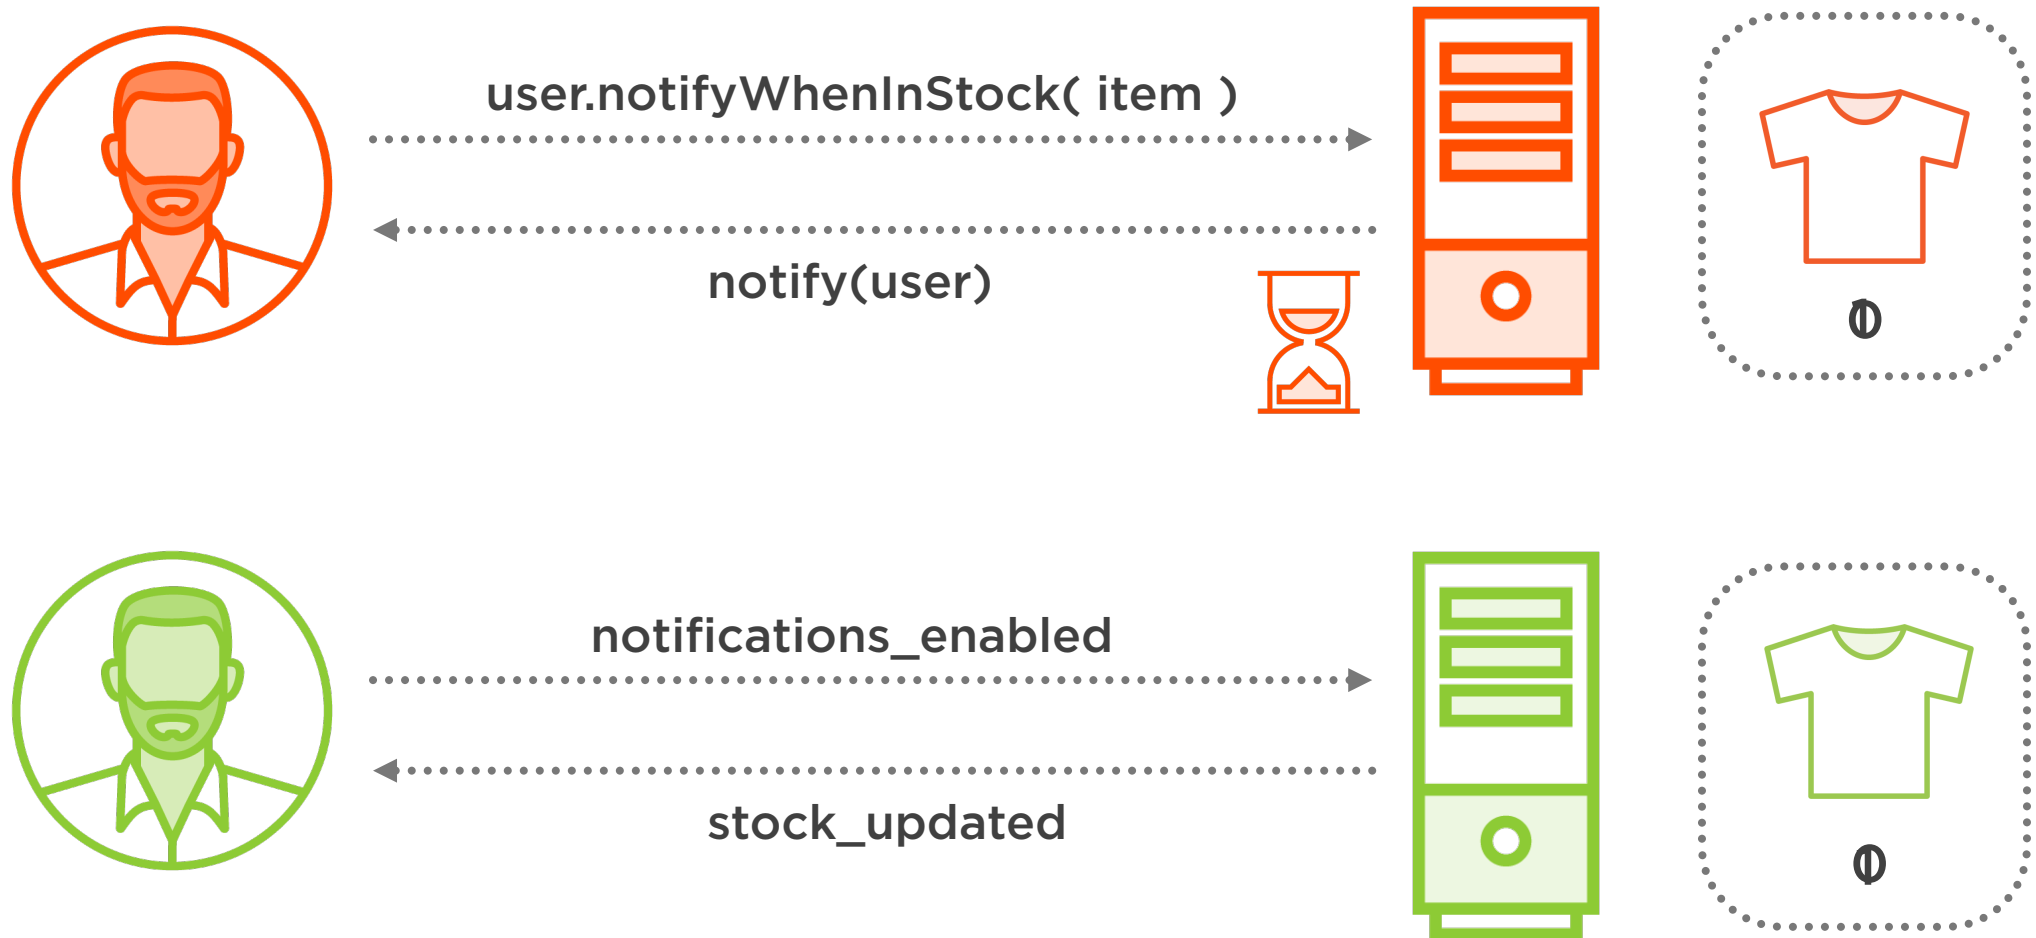 user.notifyWhenInStock( item )
notify(user)
notifications_enabled
stock_updated